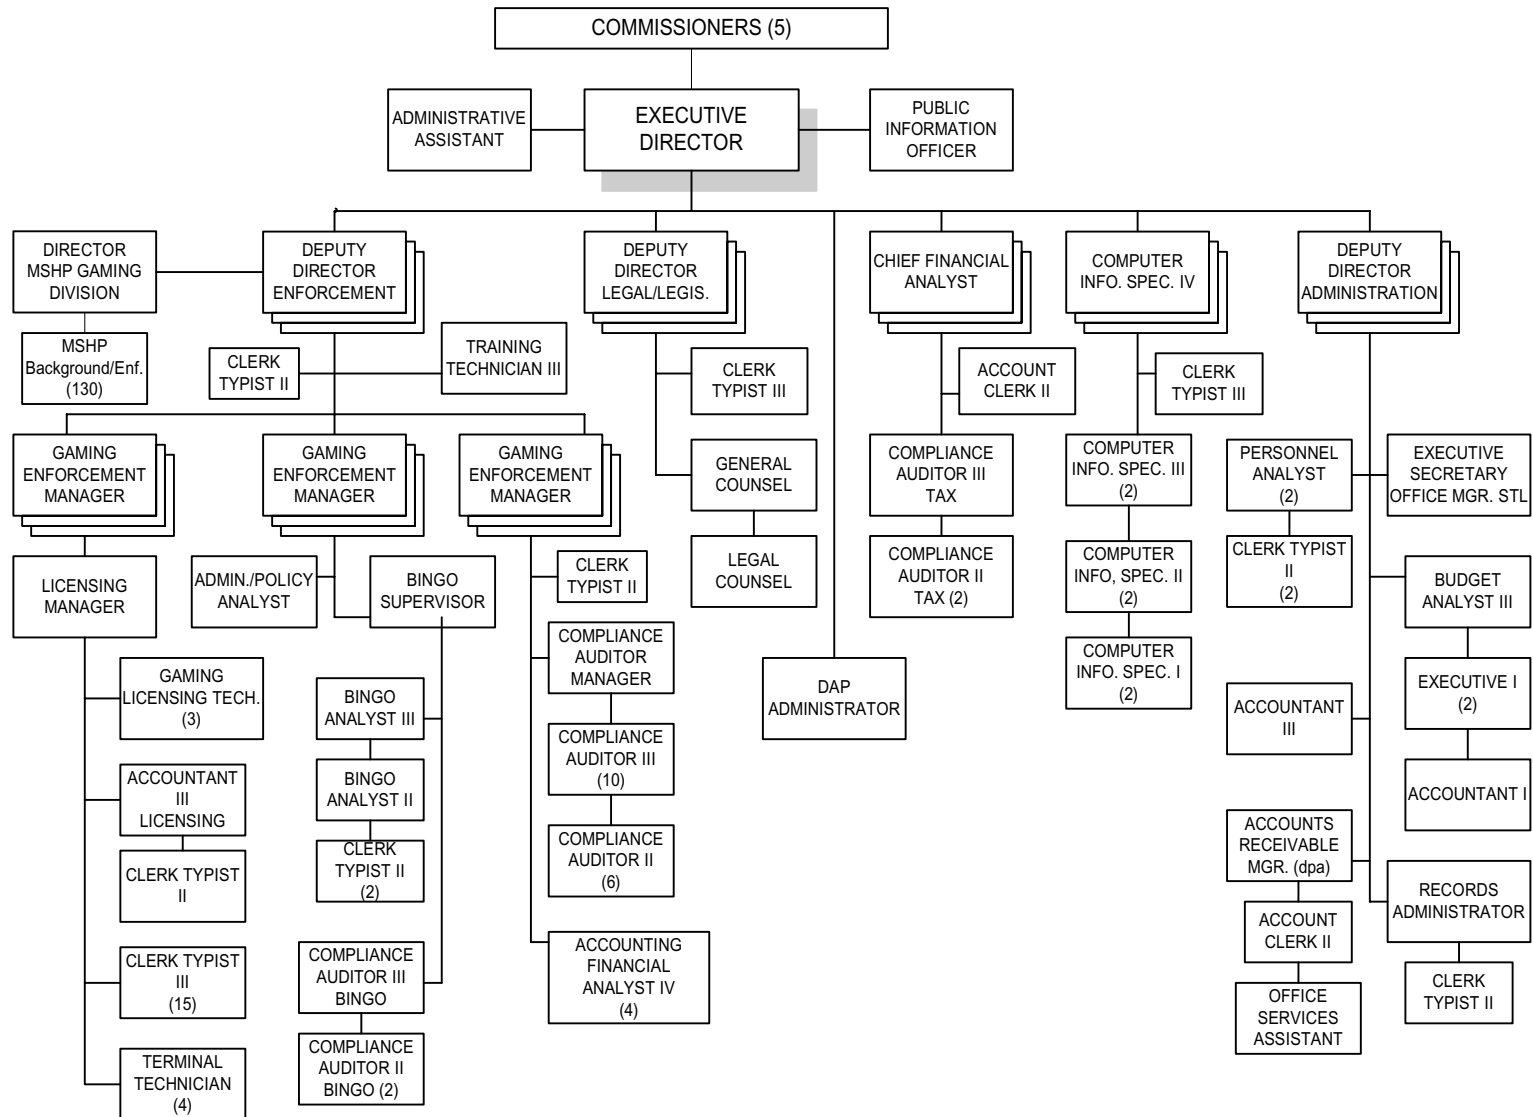 COMMISSIONERS (5)
ADMINISTRATIVE
ASSISTANT
EXECUTIVE
DIRECTOR
PUBLIC
INFORMATION
OFFICER
DIRECTOR
MSHP GAMING
DIVISION
DEPUTY
DIRECTOR
ENFORCEMENT
DEPUTY
DIRECTOR
LEGAL/LEGIS.
CHIEF FINANCIAL
ANALYST
COMPUTER
INFO. SPEC. IV
DEPUTY
DIRECTOR
ADMINISTRATION
MSHP
Background/Enf.
(130)
CLERK
TYPIST II
TRAINING
TECHNICIAN III
CLERK
TYPIST III
ACCOUNT
CLERK II
CLERK
TYPIST III
GAMING
ENFORCEMENT
MANAGER
GAMING
ENFORCEMENT
MANAGER
GAMING
ENFORCEMENT
MANAGER
GENERAL
COUNSEL
COMPLIANCE
AUDITOR III
TAX
COMPUTER
INFO. SPEC. III
(2)
PERSONNEL
ANALYST
(2)
EXECUTIVE
SECRETARY
OFFICE MGR. STL
LICENSING
MANAGER
ADMIN./POLICY
ANALYST
BINGO
SUPERVISOR
CLERK
TYPIST II
LEGAL
COUNSEL
COMPLIANCE
AUDITOR II
TAX (2)
COMPUTER
INFO, SPEC. II
(2)
CLERK TYPIST
II
(2)
BUDGET
ANALYST III
GAMING
LICENSING TECH.
(3)
BINGO
ANALYST III
COMPLIANCE
AUDITOR
MANAGER
DAP
ADMINISTRATOR
COMPUTER
INFO. SPEC. I
(2)
ACCOUNTANT
III
EXECUTIVE I
(2)
ACCOUNTANT
III
LICENSING
BINGO
ANALYST II
COMPLIANCE
AUDITOR III
(10)
ACCOUNTANT I
CLERK TYPIST
II
CLERK
TYPIST II
(2)
COMPLIANCE
AUDITOR II
(6)
ACCOUNTS
RECEIVABLE
MGR. (dpa)
RECORDS
ADMINISTRATOR
CLERK TYPIST
III
(15)
COMPLIANCE
AUDITOR III
BINGO
ACCOUNTING
FINANCIAL
ANALYST IV
(4)
ACCOUNT
CLERK II
CLERK
TYPIST II
TERMINAL
TECHNICIAN
(4)
COMPLIANCE
AUDITOR II
BINGO (2)
OFFICE
SERVICES
ASSISTANT